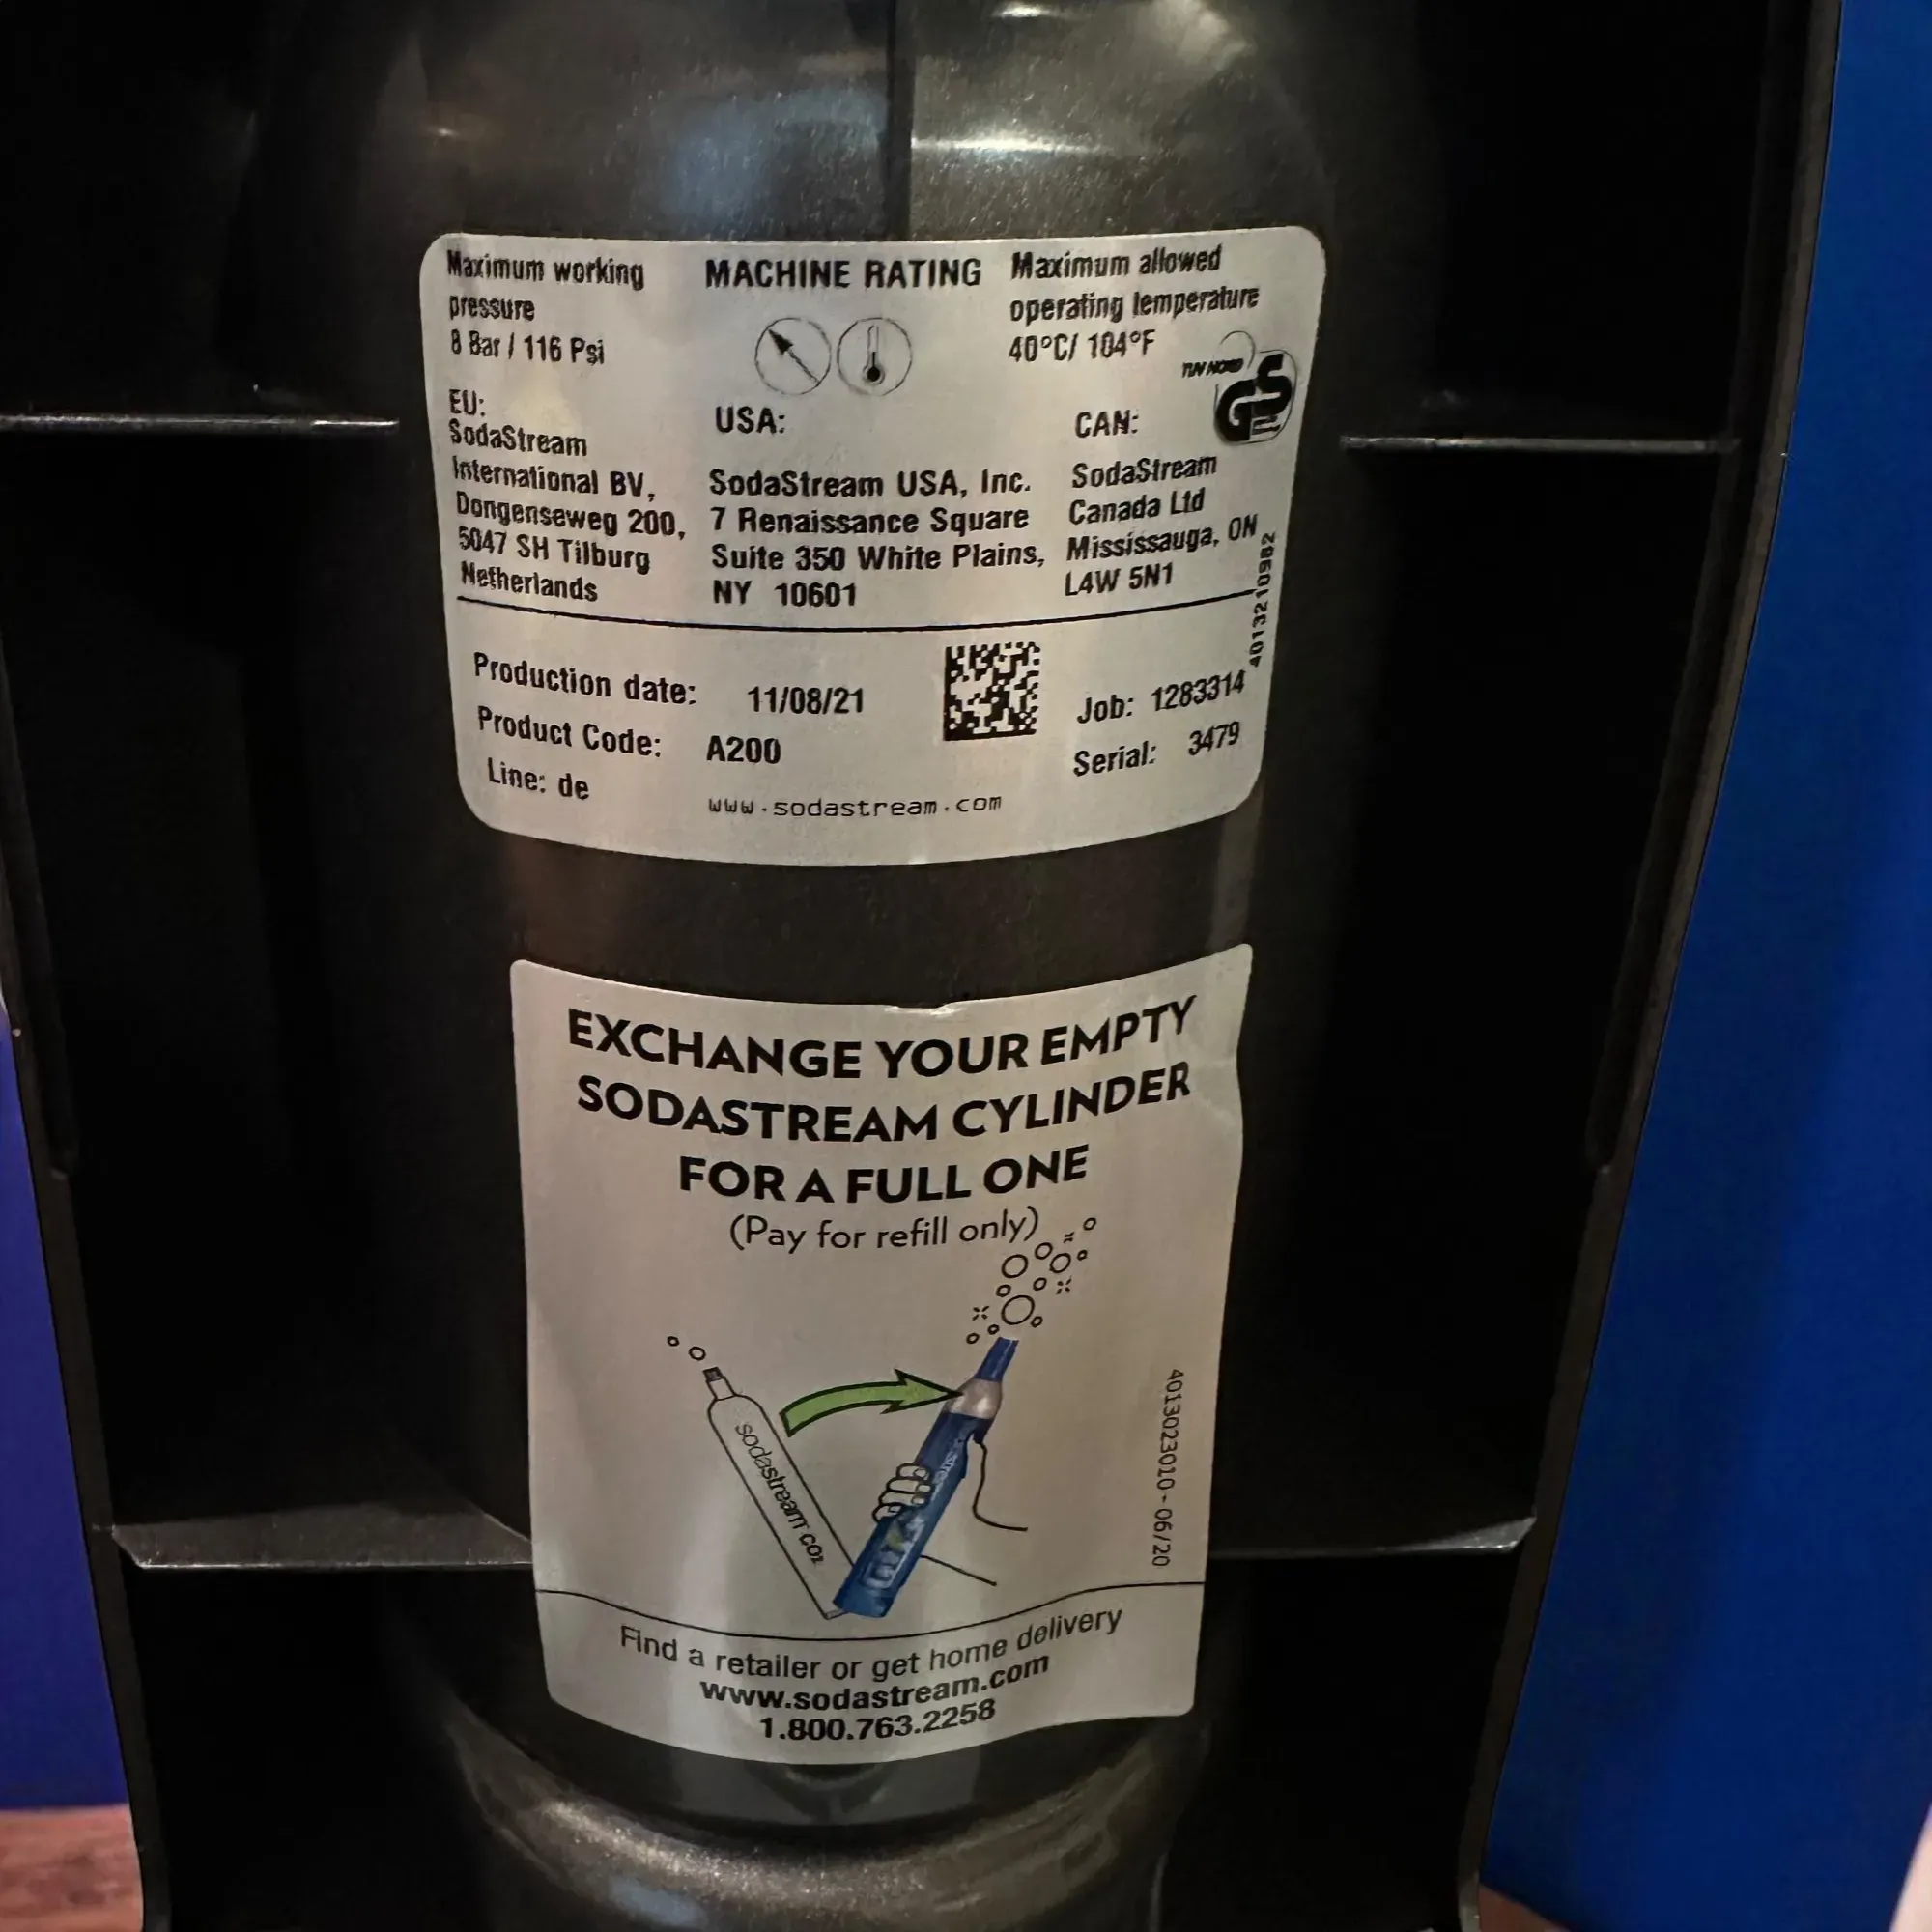 Maximum working
pressure
8 Bar / 116 Psi
MACHINE RATING
Maximum allowed
operating temperature
40°C/ 104°F
TUV NORD
GS
EU:
SodaStream
International BV,
Dongenseweg 200,
5047 SH Tilburg
Netherlands
USA:
SodaStream USA, Inc.
7 Renaissance Square
Suite 350 White Plains,
NY 10601
CAN:
SodaStream
Canada Ltd
Mississauga, ON
L4W 5N1
4013210982
Production date: 11/08/21
Product Code: A200
Line: de
Job: 1283314
Serial: 3479
www.sodastream.com
EXCHANGE YOUR EMPTY
SODASTREAM CYLINDER
FOR A FULL ONE
(Pay for refill only)
sodastream CO2
4013023010-06/20
Find a retailer or get home delivery
www.sodastream.com
1.800.763.2258